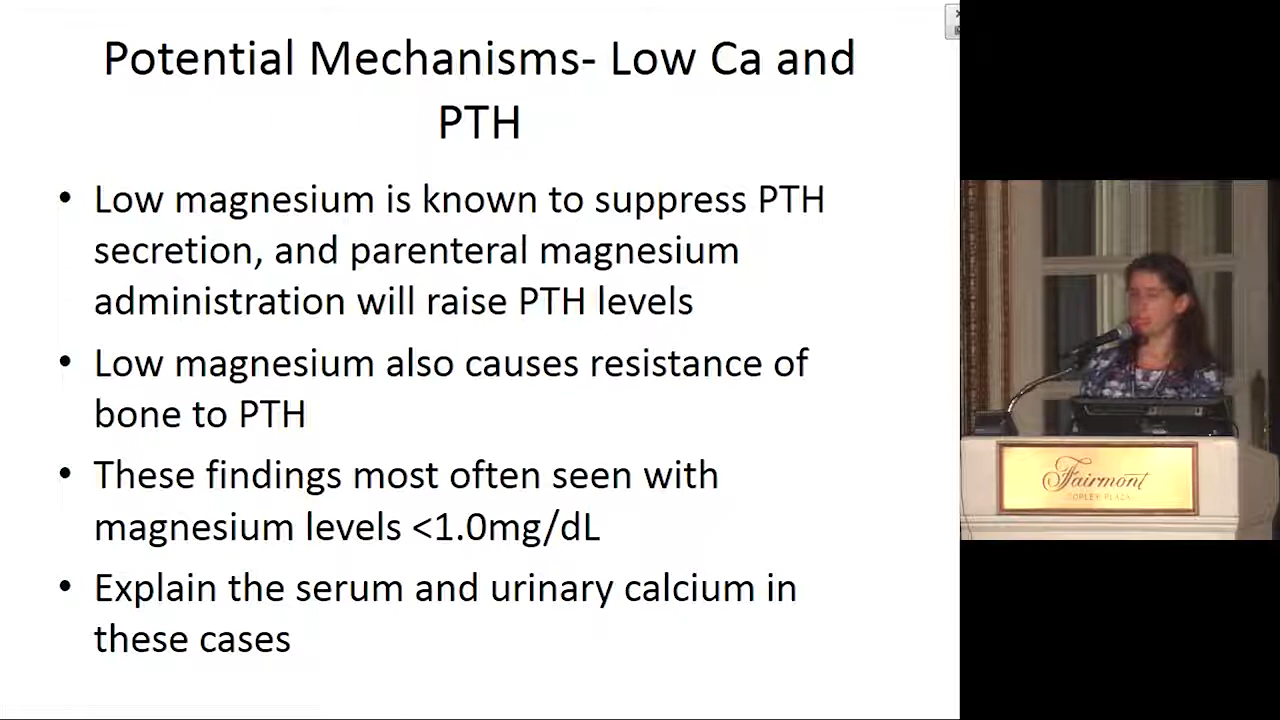 Potential Mechanisms- Low Ca and
PTH
• Low magnesium is known to suppress PTH
secretion, and parenteral magnesium
administration will raise PTH levels
• Low magnesium also causes resistance of
bone to PTH
• These findings most often seen with
magnesium levels <1.0mg/dL
• Explain the serum and urinary calcium in
these cases
Fairmont
COPLEY PLAZA